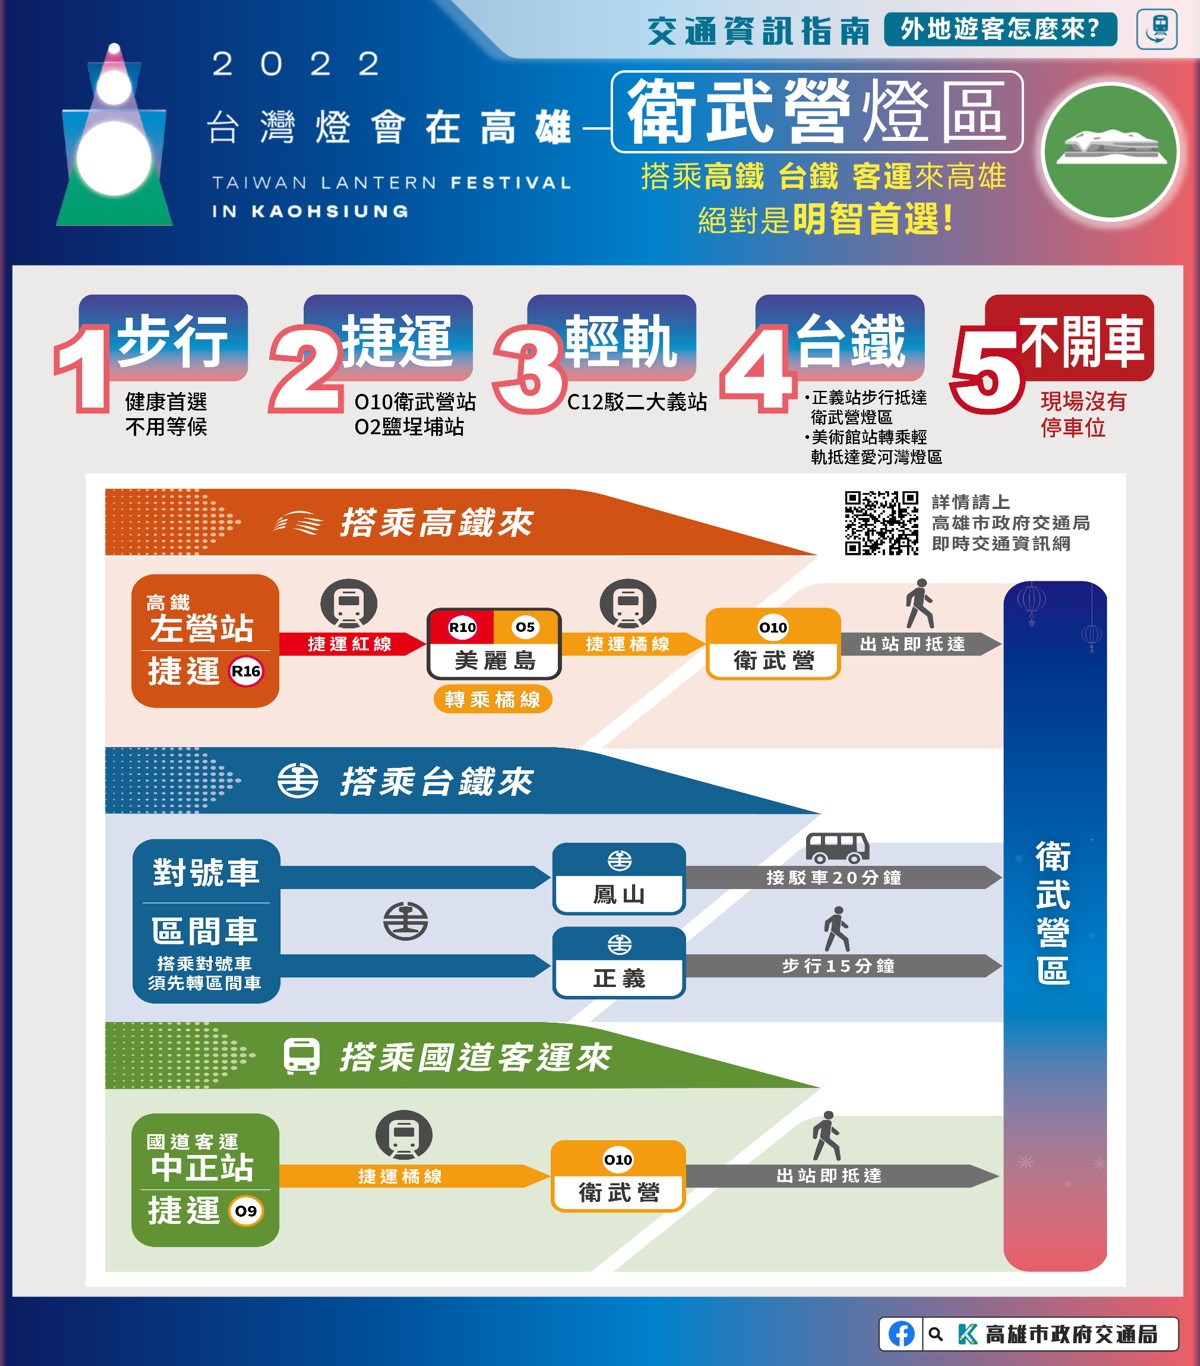 交通資訊指南 外地遊客怎麼來?
2022
台灣燈會在高雄
TAIWAN LANTERN FESTIVAL
IN KAOHSIUNG
衛武營燈區
搭乘高鐵 台鐵 客運來高雄
絕對是明智首選!
1 步行
健康首選
不用等候
2 捷運
O10衛武營站
O2鹽埕埔站
3 輕軌
C12駁二大義站
4 台鐵
·正義站步行抵達
衛武營燈區
·美術館站轉乘輕
軌抵達愛河灣燈區
5 不開車
現場沒有
停車位
搭乘高鐵來
詳情請上
高雄市政府交通局
即時交通資訊網
高鐵
左營站
捷運 R16
捷運紅線
R10 O5
美麗島
轉乘橘線
捷運橘線
O10
衛武營
出站即抵達
搭乘台鐵來
對號車
區間車
搭乘對號車
須先轉區間車
鳳山
接駁車20分鐘
正義
步行15分鐘
衛武營區
搭乘國道客運來
國道客運
中正站
捷運 O9
捷運橘線
O10
衛武營
出站即抵達
高雄市政府交通局